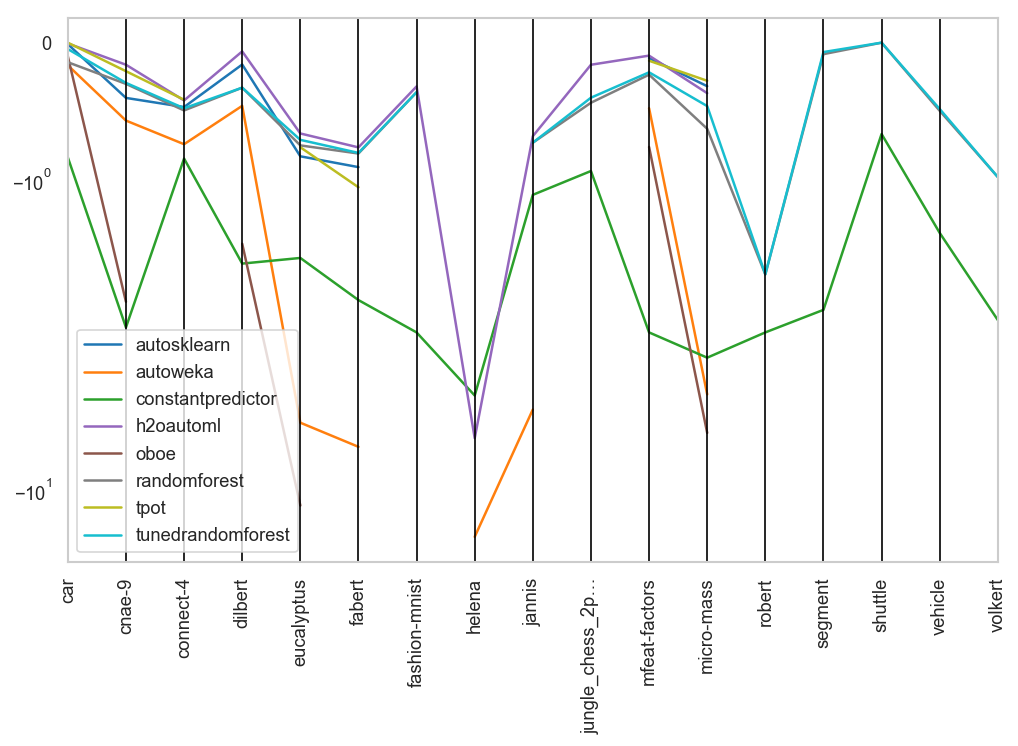 0
−10⁰
−10¹
autosklearn
autoweka
constantpredictor
h2oautoml
oboe
randomforest
tpot
tunedrandomforest
car
cnae-9
connect-4
dilbert
eucalyptus
fabert
fashion-mnist
helena
jannis
jungle_chess_2p…
mfeat-factors
micro-mass
robert
segment
shuttle
vehicle
volkert